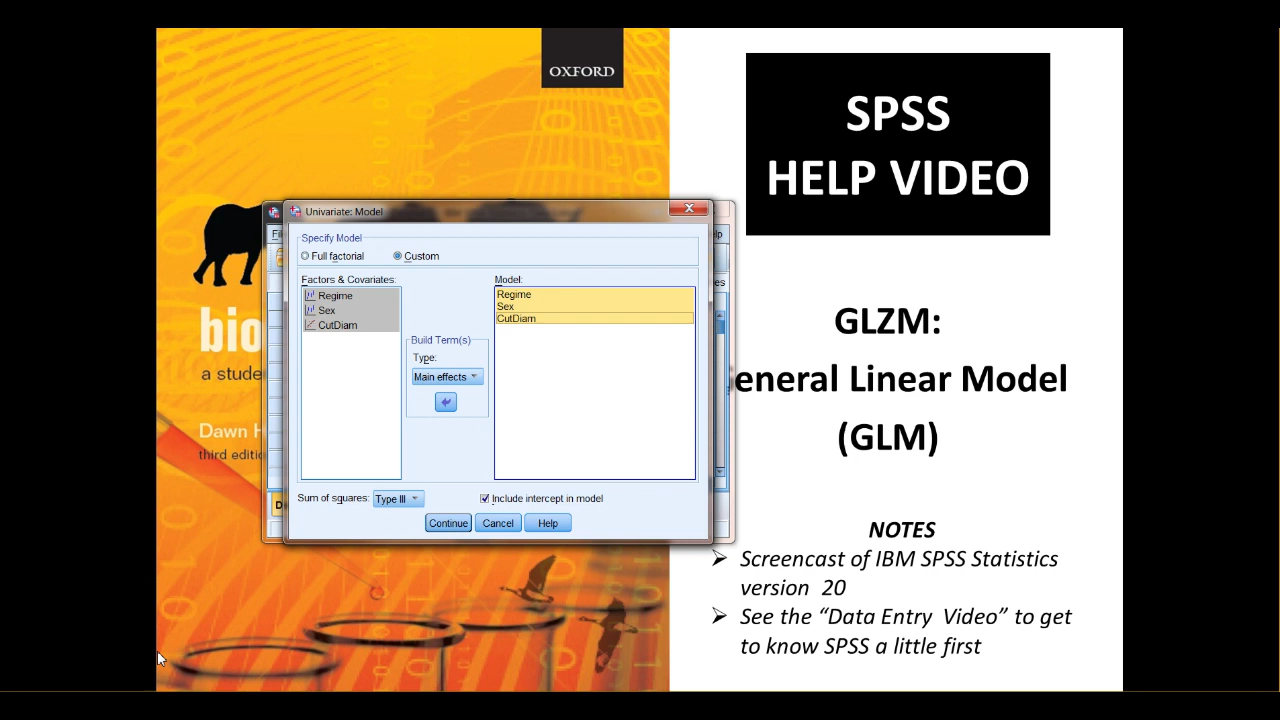 OXFORD
SPSS
HELP VIDEO
Univariate: Model
Specify Model
Full factorial
Custom
Factors & Covariates:
Model:
Regime
Sex
CutDiam
Regime
Sex
CutDiam
Build Term(s)
Type:
Main effects
Sum of squares: Type III
Include intercept in model
Continue
Cancel
Help
bio
a stude
Dawn H
third editio
GLZM:
eneral Linear Model
(GLM)
NOTES
Screencast of IBM SPSS Statistics
version 20
See the “Data Entry Video” to get
to know SPSS a little first